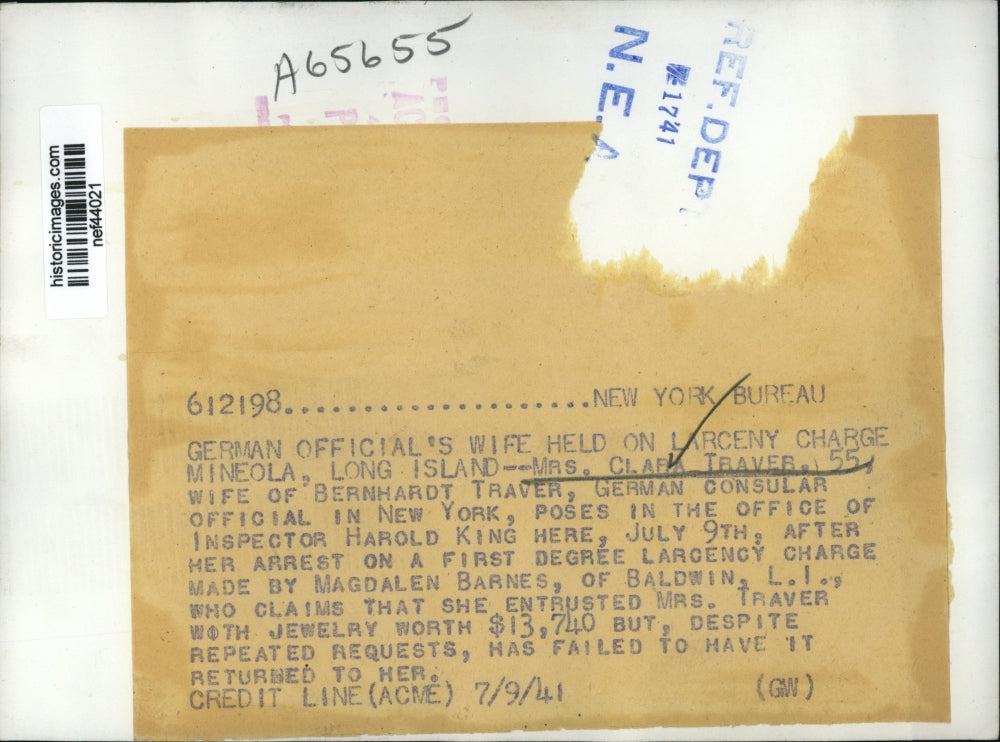 A65655
REF. DEPT
1741
N.E.A
historicimages.com
nef44021
612198......................NEW YORK BUREAU
GERMAN OFFICIAL'S WIFE HELD ON LARCENY CHARGE
MINEOLA, LONG ISLAND--MRS. CLARA TRAVER, 55,
WIFE OF BERNHARDT TRAVER, GERMAN CONSULAR
OFFICIAL IN NEW YORK, POSES IN THE OFFICE OF
INSPECTOR HAROLD KING HERE, JULY 9TH, AFTER
HER ARREST ON A FIRST DEGREE LARCENCY CHARGE
MADE BY MAGDALEN BARNES, OF BALDWIN, L.I.,
WHO CLAIMS THAT SHE ENTRUSTED MRS. TRAVER
WITH JEWELRY WORTH $13,740 BUT, DESPITE
REPEATED REQUESTS, HAS FAILED TO HAVE IT
RETURNED TO HER.
CREDIT LINE(ACME) 7/9/41 (GW)